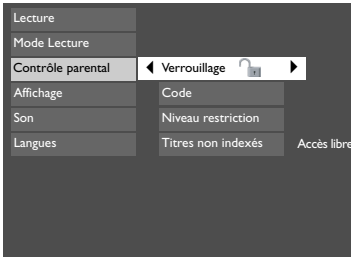 Lecture
Mode Lecture
Contrôle parental
Verrouillage
Affichage
Code
Son
Niveau restriction
Langues
Titres non indexés
Accès libre